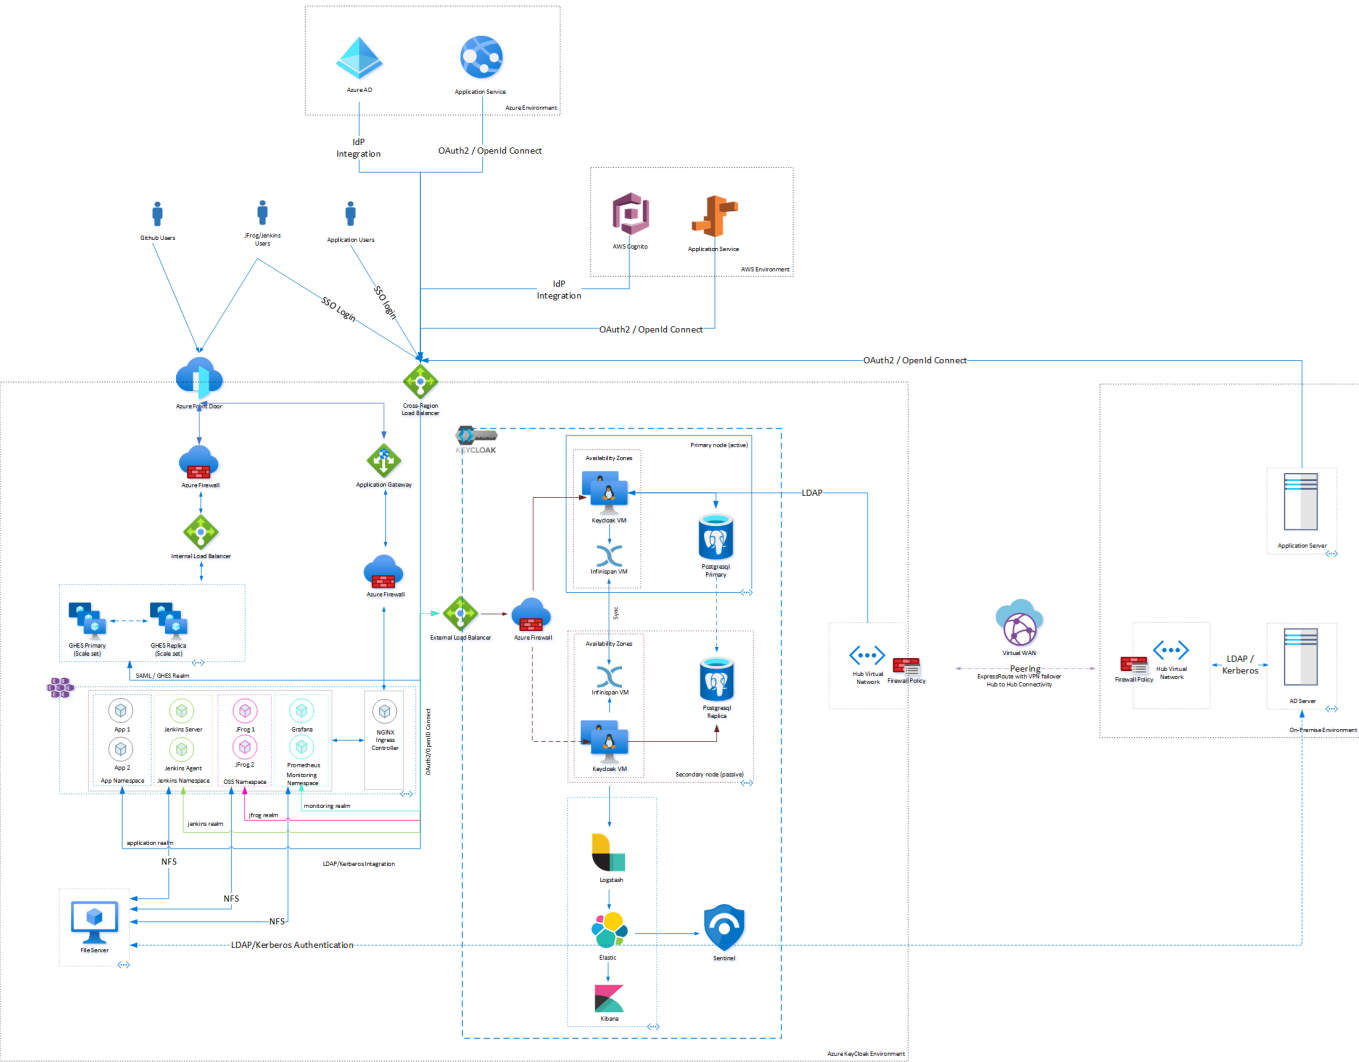 Azure AD
Application Service
Azure Environment
IdP
Integration
OAuth2 / OpenId Connect
Github Users
JFrog/Jenkins
Users
Application Users
AWS Cognito
Application Service
AWS Environment
IdP
Integration
SSO Login
SSO login
OAuth2 / OpenId Connect
OAuth2 / OpenId Connect
Azure Front Door
Cross-Region
Load Balancer
KEYCLOAK
Primary node (active)
Availability Zones
Azure Firewall
Application Gateway
Keycloak VM
LDAP
Internal Load Balancer
Infinispan VM
Postgresql
Primary
Application Server
Azure Firewall
External Load Balancer
Azure Firewall
Sync
GHES Primary
(Scale set)
GHES Replica
(Scale set)
SAML / GHES Realm
Availability Zones
Infinispan VM
Postgresql
Replica
Keycloak VM
Secondary node (passive)
Hub Virtual
Network
Firewall Policy
Virtual WAN
Peering
ExpressRoute with VPN failover
Hub to Hub Connectivity
Firewall Policy
Hub Virtual
Network
LDAP /
Kerberos
AD Server
On-Premise Environment
App 1
Jenkins Server
JFrog 1
Grafana
NGINX
Ingress
Controller
App 2
Jenkins Agent
JFrog 2
Prometheus
App Namespace
Jenkins Namespace
OSS Namespace
Monitoring
Namespace
OAuth2/OpenID Connect
monitoring realm
jfrog realm
jenkins realm
application realm
LDAP/Kerberos Integration
NFS
NFS
NFS
File Server
LDAP/Kerberos Authentication
Logstash
Elastic
Sentinel
Kibana
Azure KeyCloak Environment